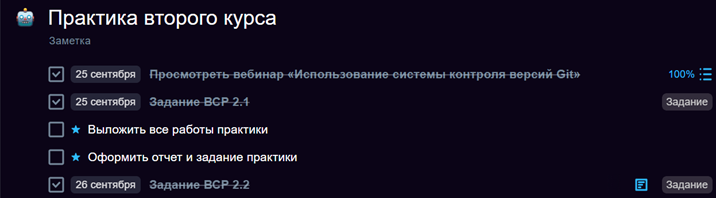 Практика второго курса
Заметка
25 сентября Просмотреть вебинар «Использование системы контроля версий Git» 100%
25 сентября Задание ВСР 2.1 Задание
Выложить все работы практики
Оформить отчет и задание практики
26 сентября Задание ВСР 2.2 Задание